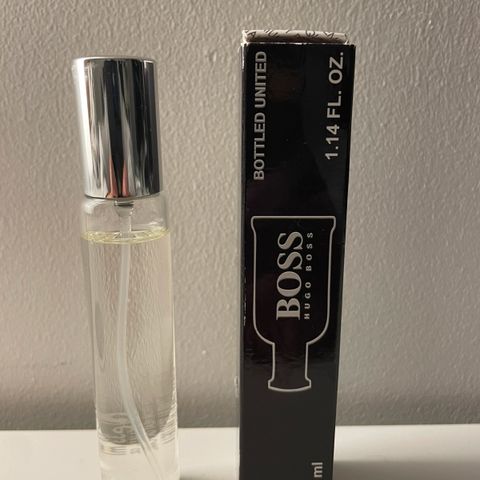 BOTTLED UNITED
1.14 FL. OZ.
BOSS
HUGO BOSS
ml